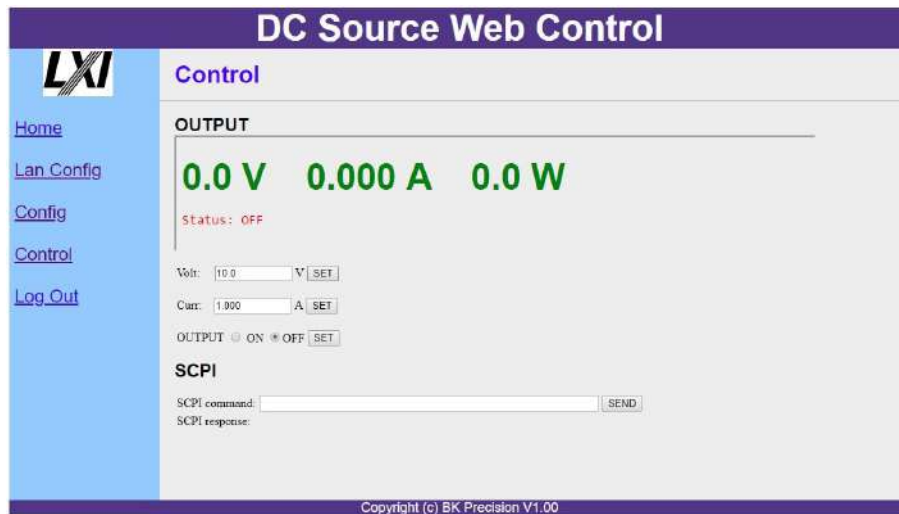 DC Source Web Control
LXI
Control
Home
Lan Config
Config
Control
Log Out
OUTPUT
0.0 V 0.000 A 0.0 W
Status: OFF
Volt: 10.0 V SET
Curr: 1.000 A SET
OUTPUT ON OFF SET
SCPI
SCPI command: SEND
SCPI response:
Copyright (c) BK Precision V1.00